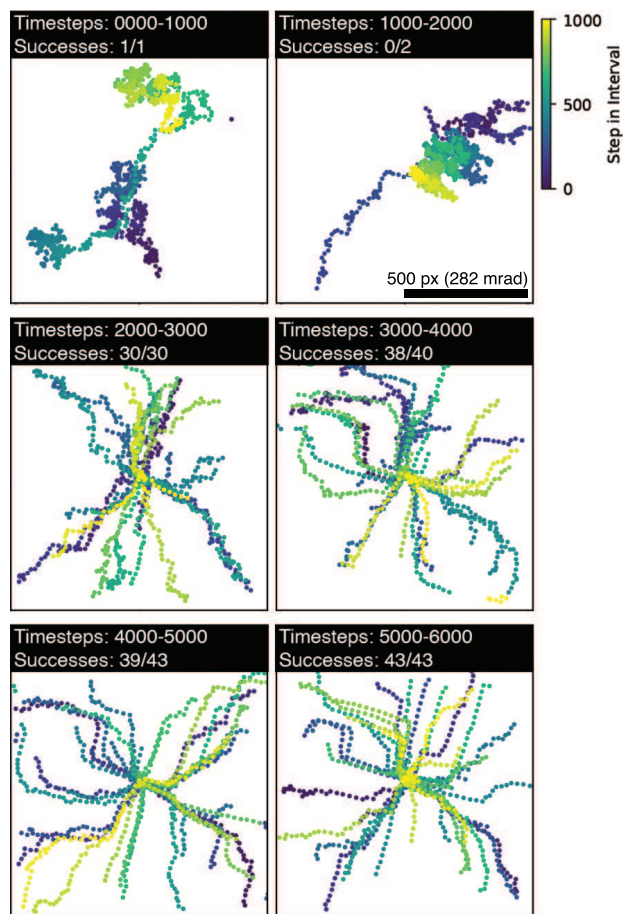 Timesteps: 0000-1000
Successes: 1/1
Timesteps: 1000-2000
Successes: 0/2
1000
500
0
Step in Interval
500 px (282 mrad)
Timesteps: 2000-3000
Successes: 30/30
Timesteps: 3000-4000
Successes: 38/40
Timesteps: 4000-5000
Successes: 39/43
Timesteps: 5000-6000
Successes: 43/43